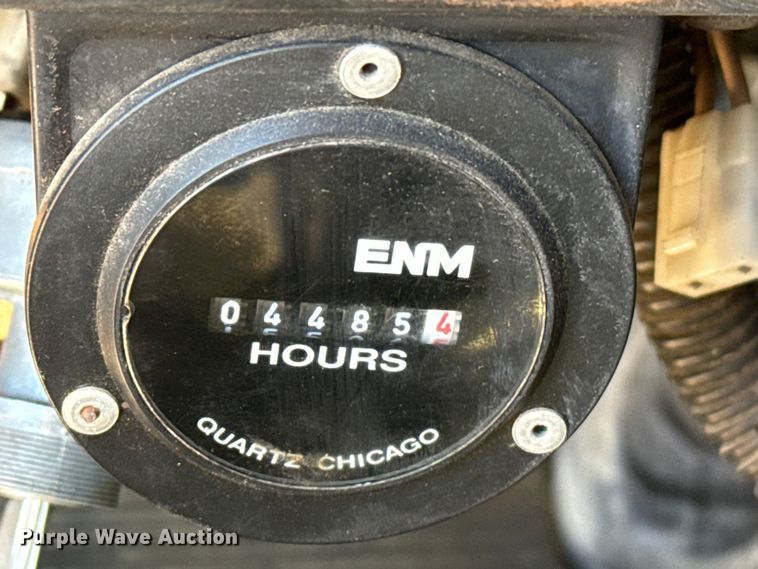 ENM
044854
HOURS
QUARTZ CHICAGO
Purple Wave Auction